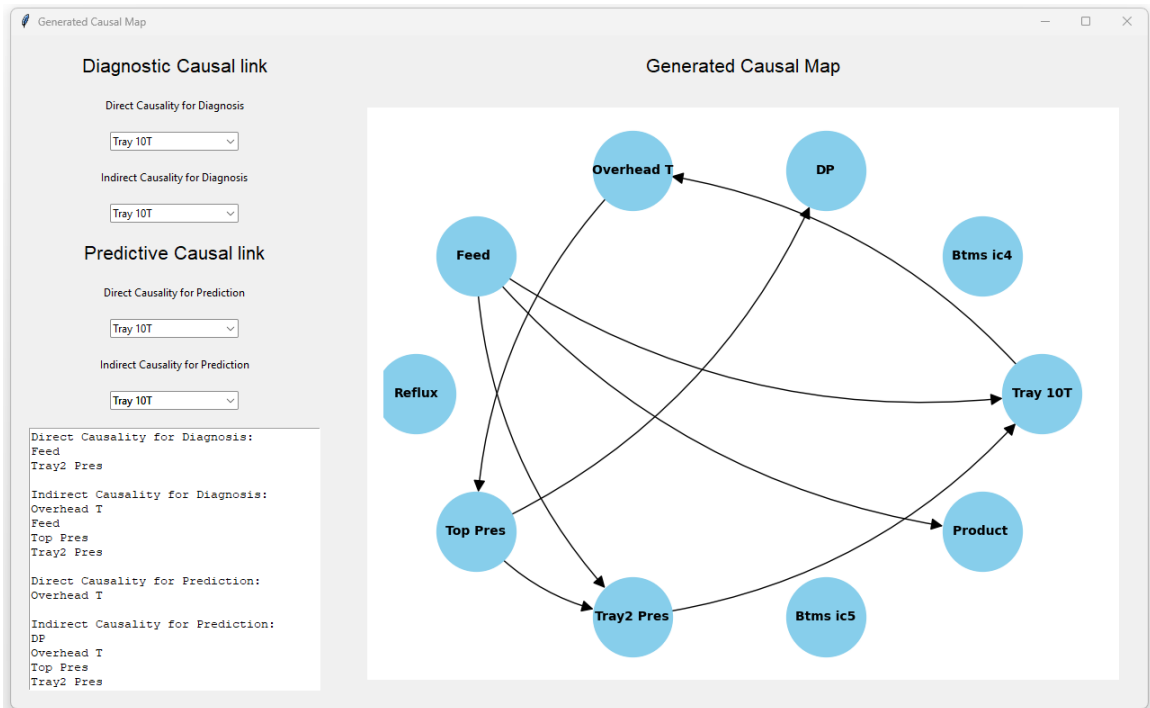 Generated Causal Map
Diagnostic Causal link
Direct Causality for Diagnosis
Tray 10T
Indirect Causality for Diagnosis
Tray 10T
Predictive Causal link
Direct Causality for Prediction
Tray 10T
Indirect Causality for Prediction
Tray 10T
Direct Causality for Diagnosis:
Feed
Tray2 Pres
Indirect Causality for Diagnosis:
Overhead T
Feed
Top Pres
Tray2 Pres
Direct Causality for Prediction:
Overhead T
Indirect Causality for Prediction:
DP
Overhead T
Top Pres
Tray2 Pres
Generated Causal Map
Overhead T
DP
Feed
Btms ic4
Reflux
Tray 10T
Top Pres
Product
Tray2 Pres
Btms ic5